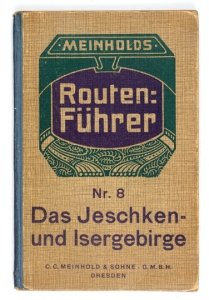 MEINHOLDS
Routen=
Führer
Nr. 8
Das Jeschken-
und Isergebirge
C. C. MEINHOLD & SÖHNE · G.M.B.H.
DRESDEN